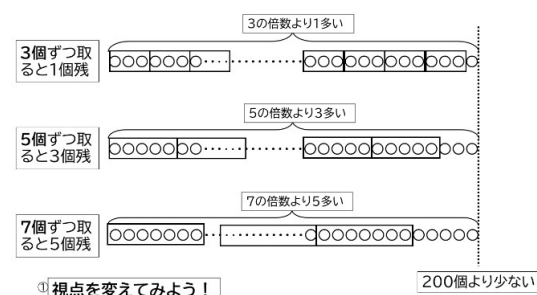 3の倍数より1多い
3個ずつ取
ると1個残
5の倍数より3多い
5個ずつ取
ると3個残
7の倍数より5多い
7個ずつ取
ると5個残
200個より少ない
① 視点を変えてみよう！